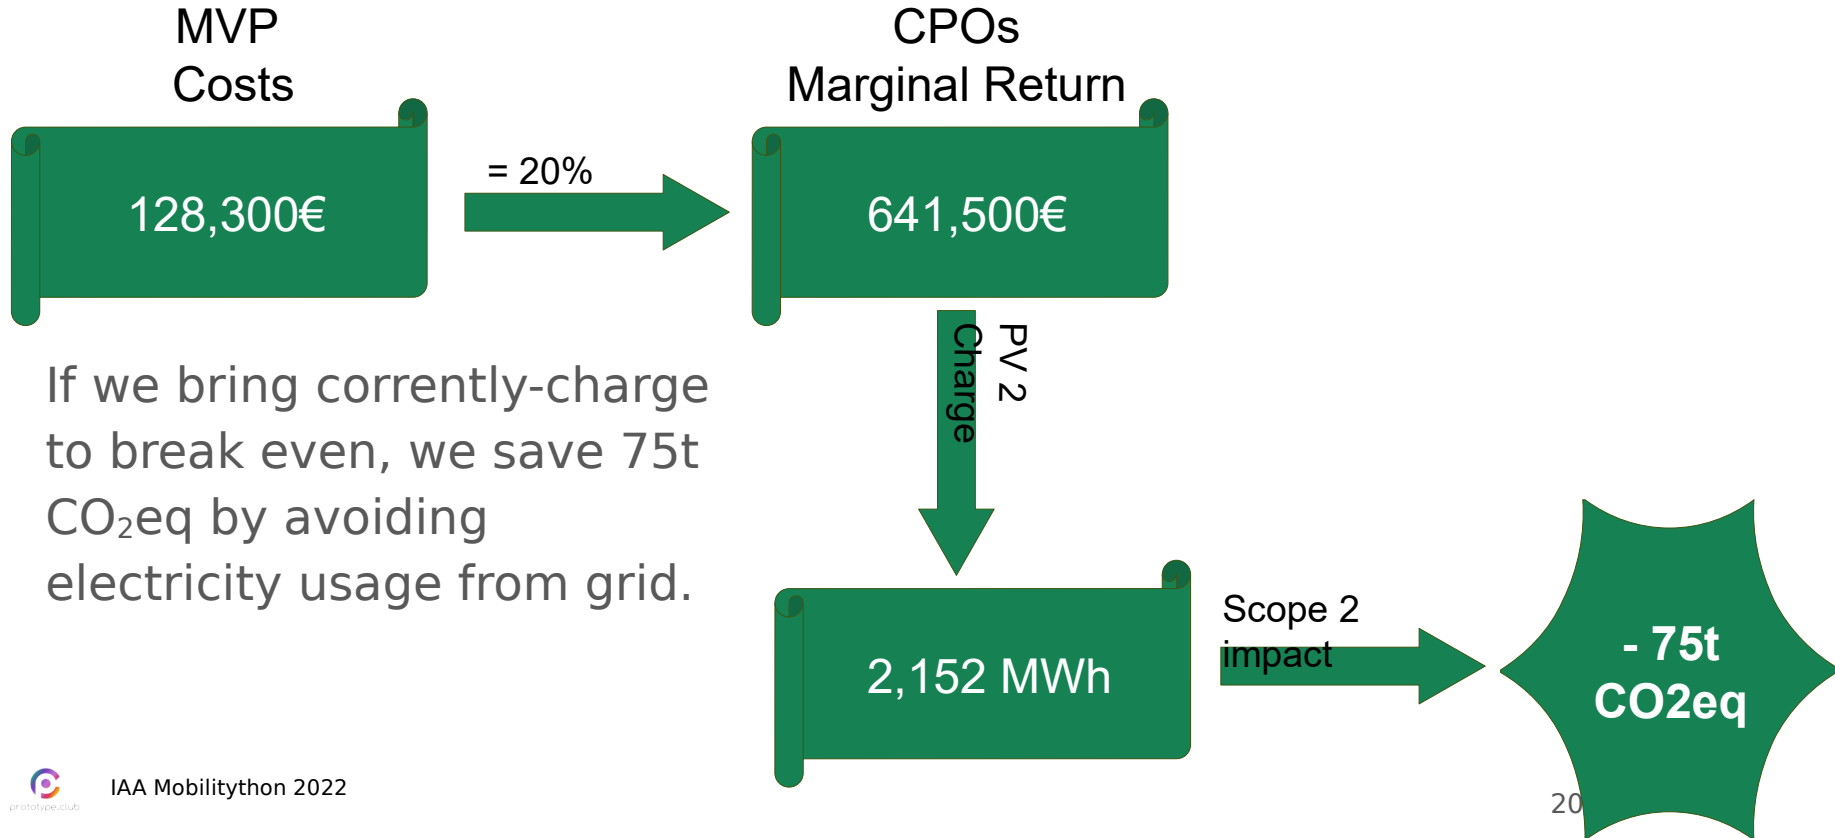 MVP
Costs
CPOs
Marginal Return
128,300€
= 20%
641,500€
PV 2
Charge
If we bring corrently-charge
to break even, we save 75t
CO₂eq by avoiding
electricity usage from grid.
2,152 MWh
Scope 2
impact
- 75t
CO2eq
prototype.club
IAA Mobilitython 2022
20